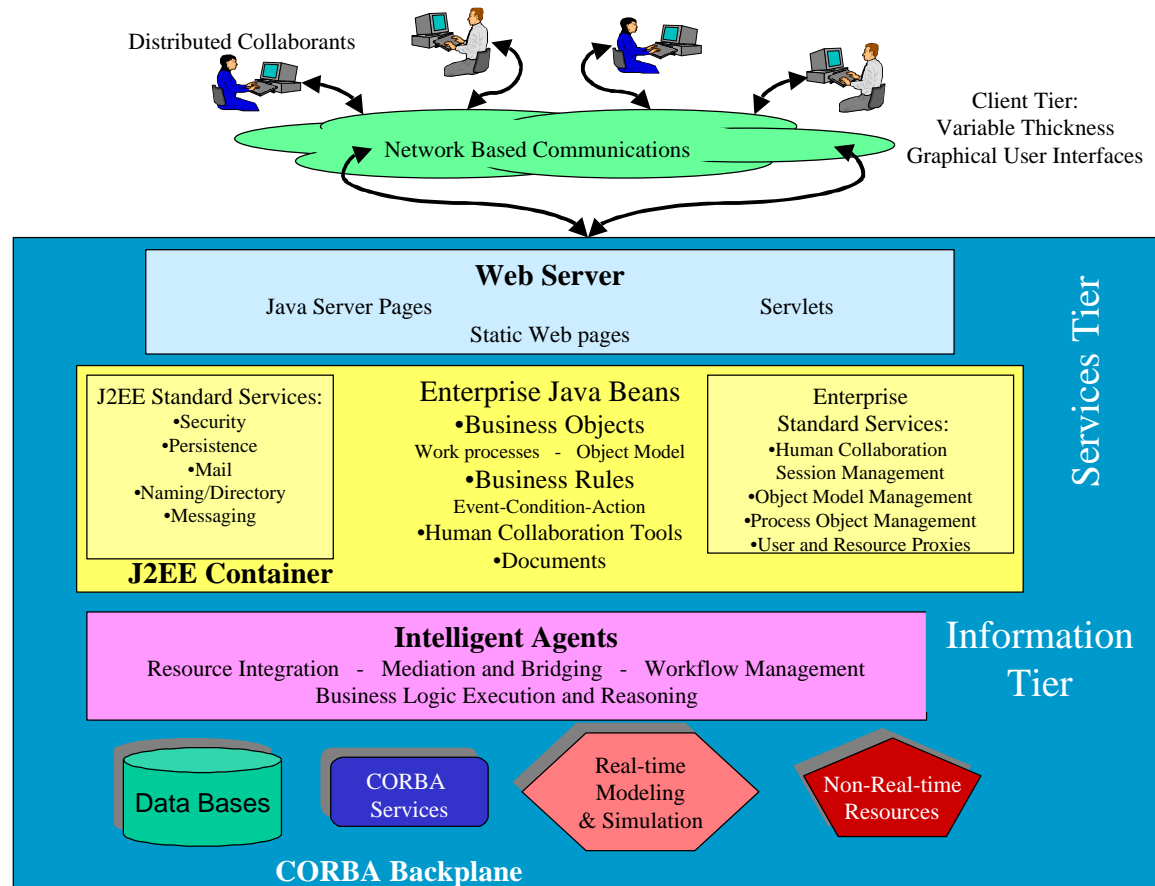 Distributed Collaborants
Client Tier:
Variable Thickness
Graphical User Interfaces
Network Based Communications
Web Server
Java Server Pages
Servlets
Static Web pages
Services Tier
J2EE Standard Services:
•Security
•Persistence
•Mail
•Naming/Directory
•Messaging
Enterprise Java Beans
•Business Objects
Work processes - Object Model
•Business Rules
Event-Condition-Action
•Human Collaboration Tools
•Documents
Enterprise
Standard Services:
•Human Collaboration
Session Management
•Object Model Management
•Process Object Management
•User and Resource Proxies
J2EE Container
Intelligent Agents
Resource Integration - Mediation and Bridging - Workflow Management
Business Logic Execution and Reasoning
Information
Tier
Data Bases
CORBA
Services
Real-time
Modeling
& Simulation
Non-Real-time
Resources
CORBA Backplane